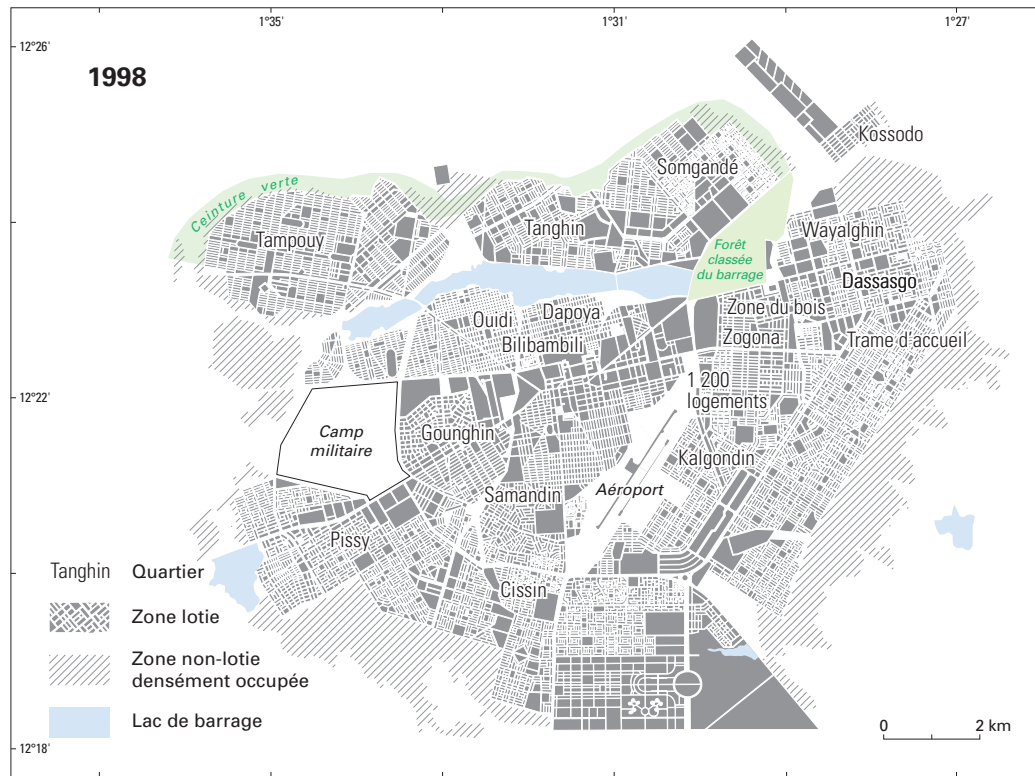 1°35'
1°31'
1°27'
12°26'
1998
Kossodo
Somgandé
Ceinture verte
Tampouy
Tanghin
Wayalghin
Forêt
classée
du barrage
Dassasgo
Ouidi
Dapoya
Zone du bois
Bilibambili
Zogona
Trame d'accueil
12°22'
1 200
logements
Camp
militaire
Gounghin
Kalgondin
Samandin
Aéroport
Pissy
Cissin
Tanghin
Quartier
Zone lotie
Zone non-lotie
densément occupée
Lac de barrage
0 2 km
12°18'